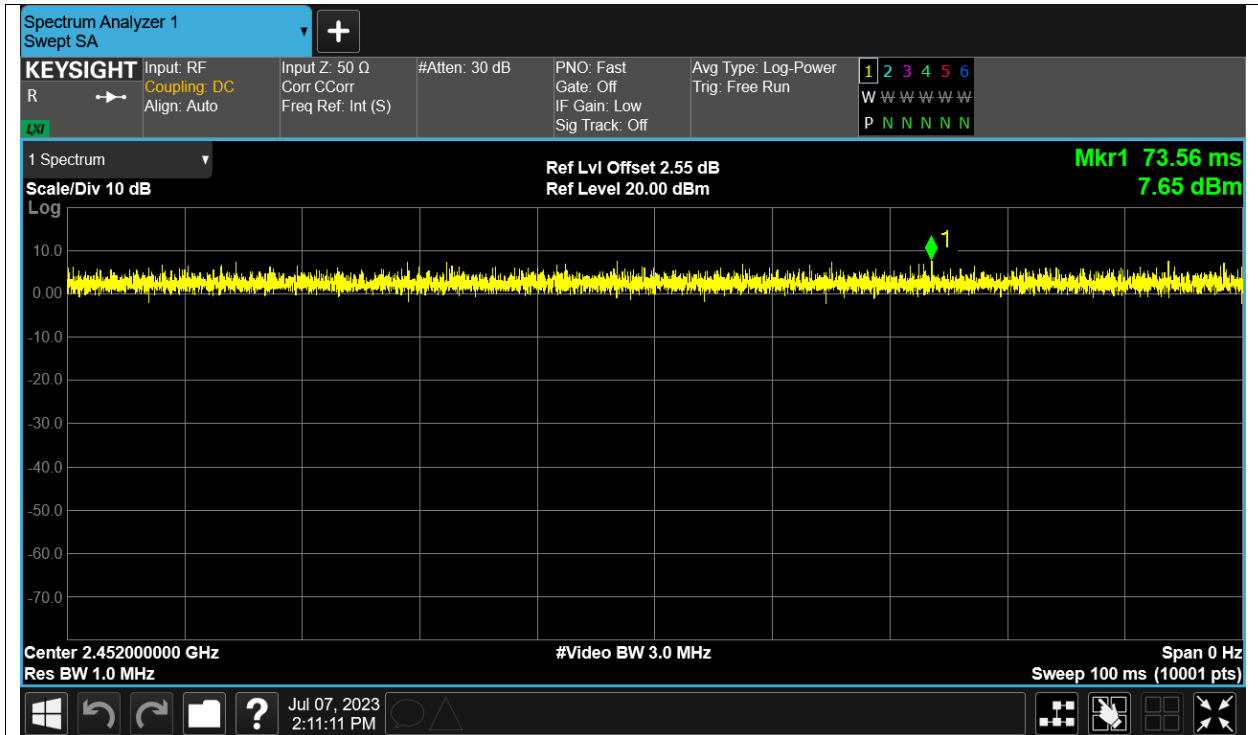 Spectrum Analyzer 1
Swept SA
KEYSIGHT
R
LXI
Input: RF
Coupling: DC
Align: Auto
Input Z: 50 Ω
Corr CCorr
Freq Ref: Int (S)
#Atten: 30 dB
PNO: Fast
Gate: Off
IF Gain: Low
Sig Track: Off
Avg Type: Log-Power
Trig: Free Run
1 2 3 4 5 6
W W W W W W
P N N N N N
1 Spectrum
Scale/Div 10 dB
Log
Ref Lvl Offset 2.55 dB
Ref Level 20.00 dBm
Mkr1 73.56 ms
7.65 dBm
1
10.0
0.00
-10.0
-20.0
-30.0
-40.0
-50.0
-60.0
-70.0
Center 2.452000000 GHz
Res BW 1.0 MHz
#Video BW 3.0 MHz
Span 0 Hz
Sweep 100 ms (10001 pts)
?
Jul 07, 2023
2:11:11 PM